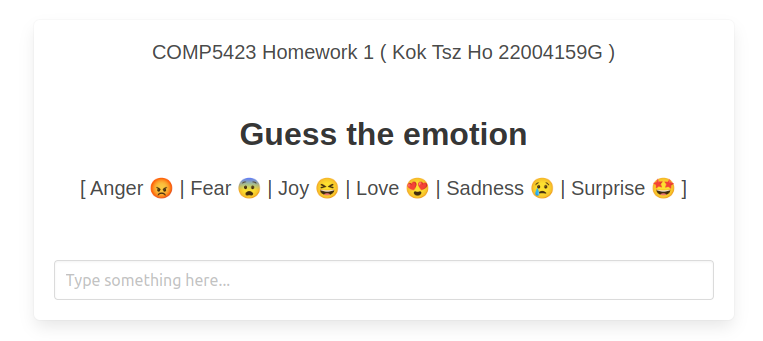 COMP5423 Homework 1 ( Kok Tsz Ho 22004159G )
Guess the emotion
[ Anger 😡 | Fear 😨 | Joy 😆 | Love 😍 | Sadness 😢 | Surprise 🤩 ]
Type something here...